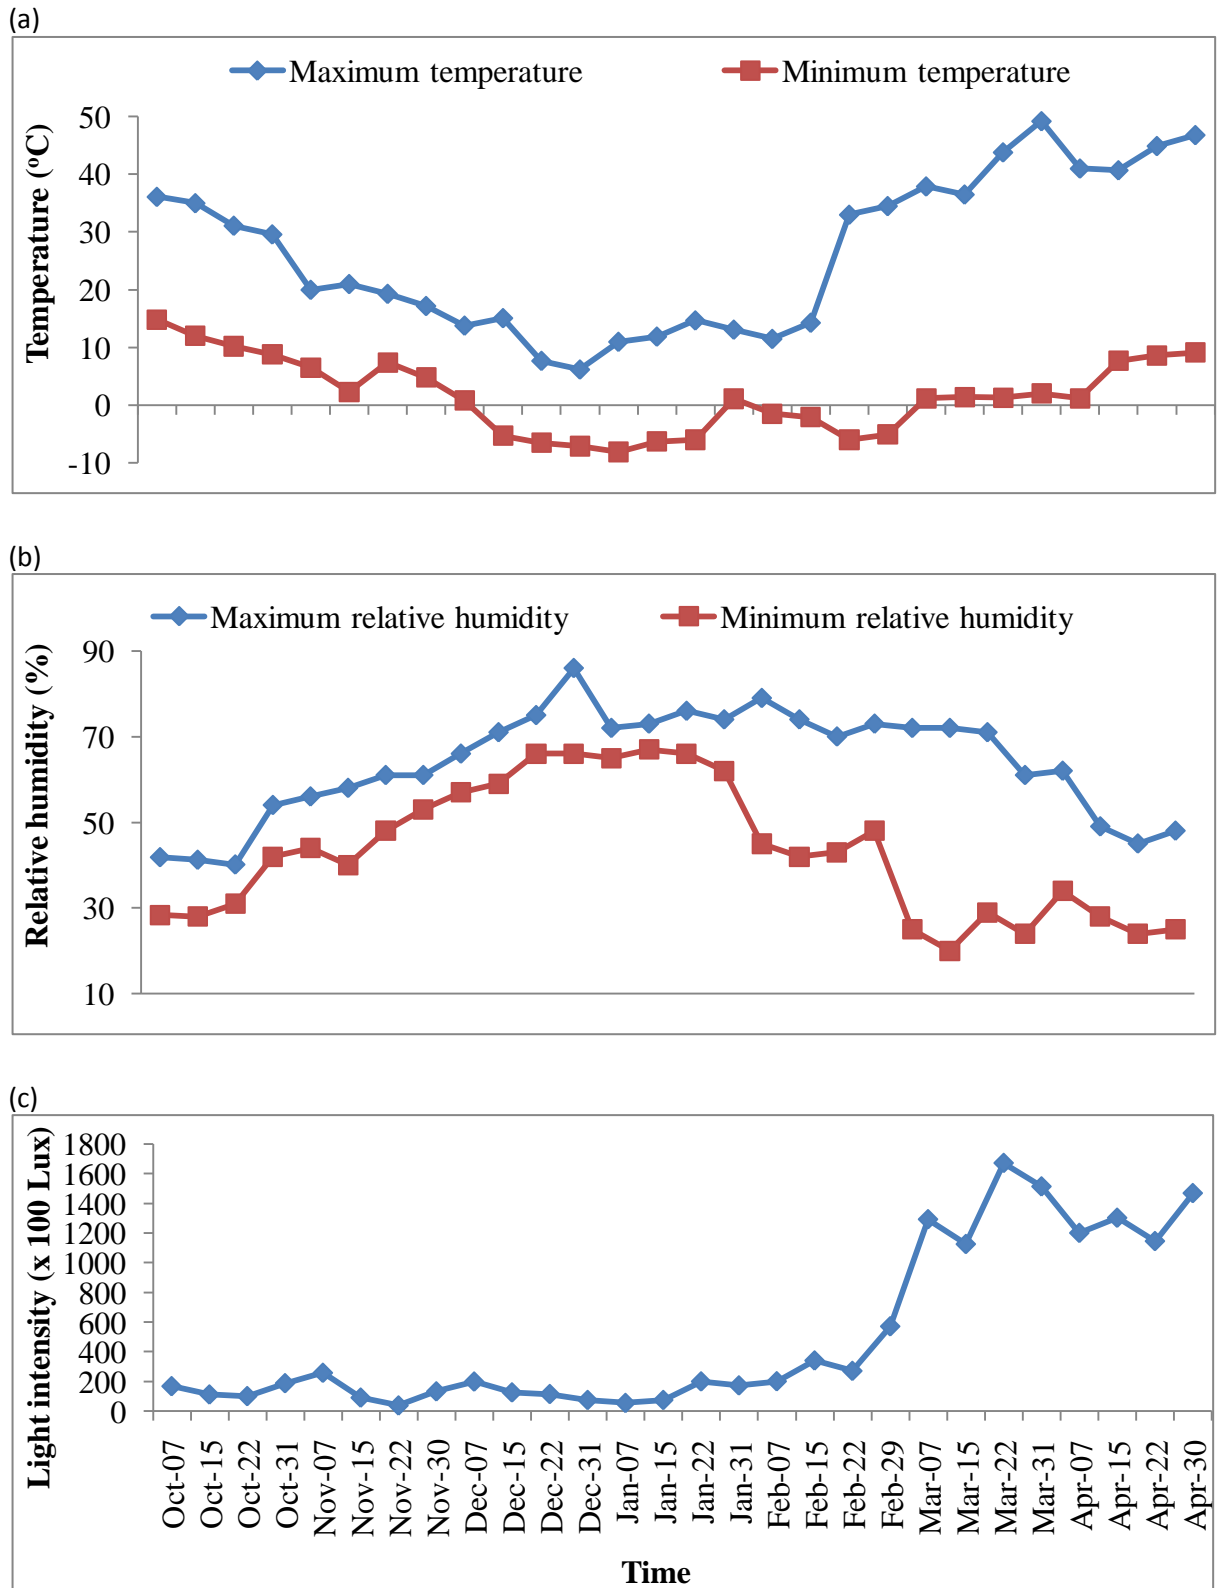 (a)
Maximum temperature Minimum temperature
Temperature (ºC)
50
40
30
20
10
0
-10
(b)
Maximum relative humidity Minimum relative humidity
Relative humidity (%)
90
70
50
30
10
(c)
Light intensity (x 100 Lux)
1800
1600
1400
1200
1000
800
600
400
200
0
Oct-07
Oct-15
Oct-22
Oct-31
Nov-07
Nov-15
Nov-22
Nov-30
Dec-07
Dec-15
Dec-22
Dec-31
Jan-07
Jan-15
Jan-22
Jan-31
Feb-07
Feb-15
Feb-22
Feb-29
Mar-07
Mar-15
Mar-22
Mar-31
Apr-07
Apr-15
Apr-22
Apr-30
Time